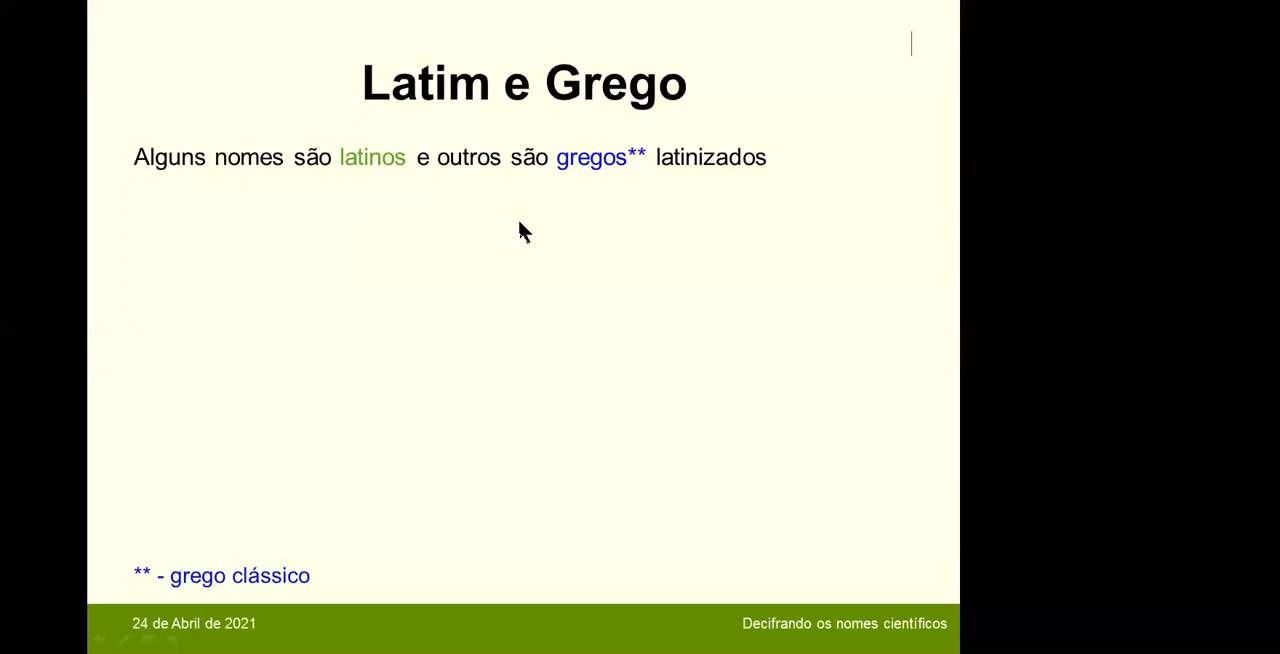 Latim e Grego
Alguns nomes são latinos e outros são gregos** latinizados
** - grego clássico
24 de Abril de 2021
Decifrando os nomes científicos